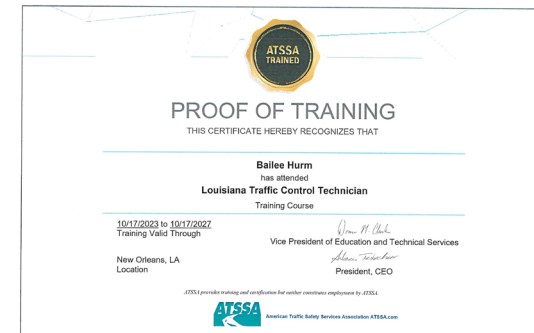 ATSSA
TRAINED
PROOF OF TRAINING
THIS CERTIFICATE HEREBY RECOGNIZES THAT
Bailee Hurm
has attended
Louisiana Traffic Control Technician
Training Course
10/17/2023 to 10/17/2027
Training Valid Through
Vice President of Education and Technical Services
New Orleans, LA
Location
President, CEO
ATSSA provides training and certification but neither constitutes employment by ATSSA.
ATSSA
American Traffic Safety Services Association ATSSA.com